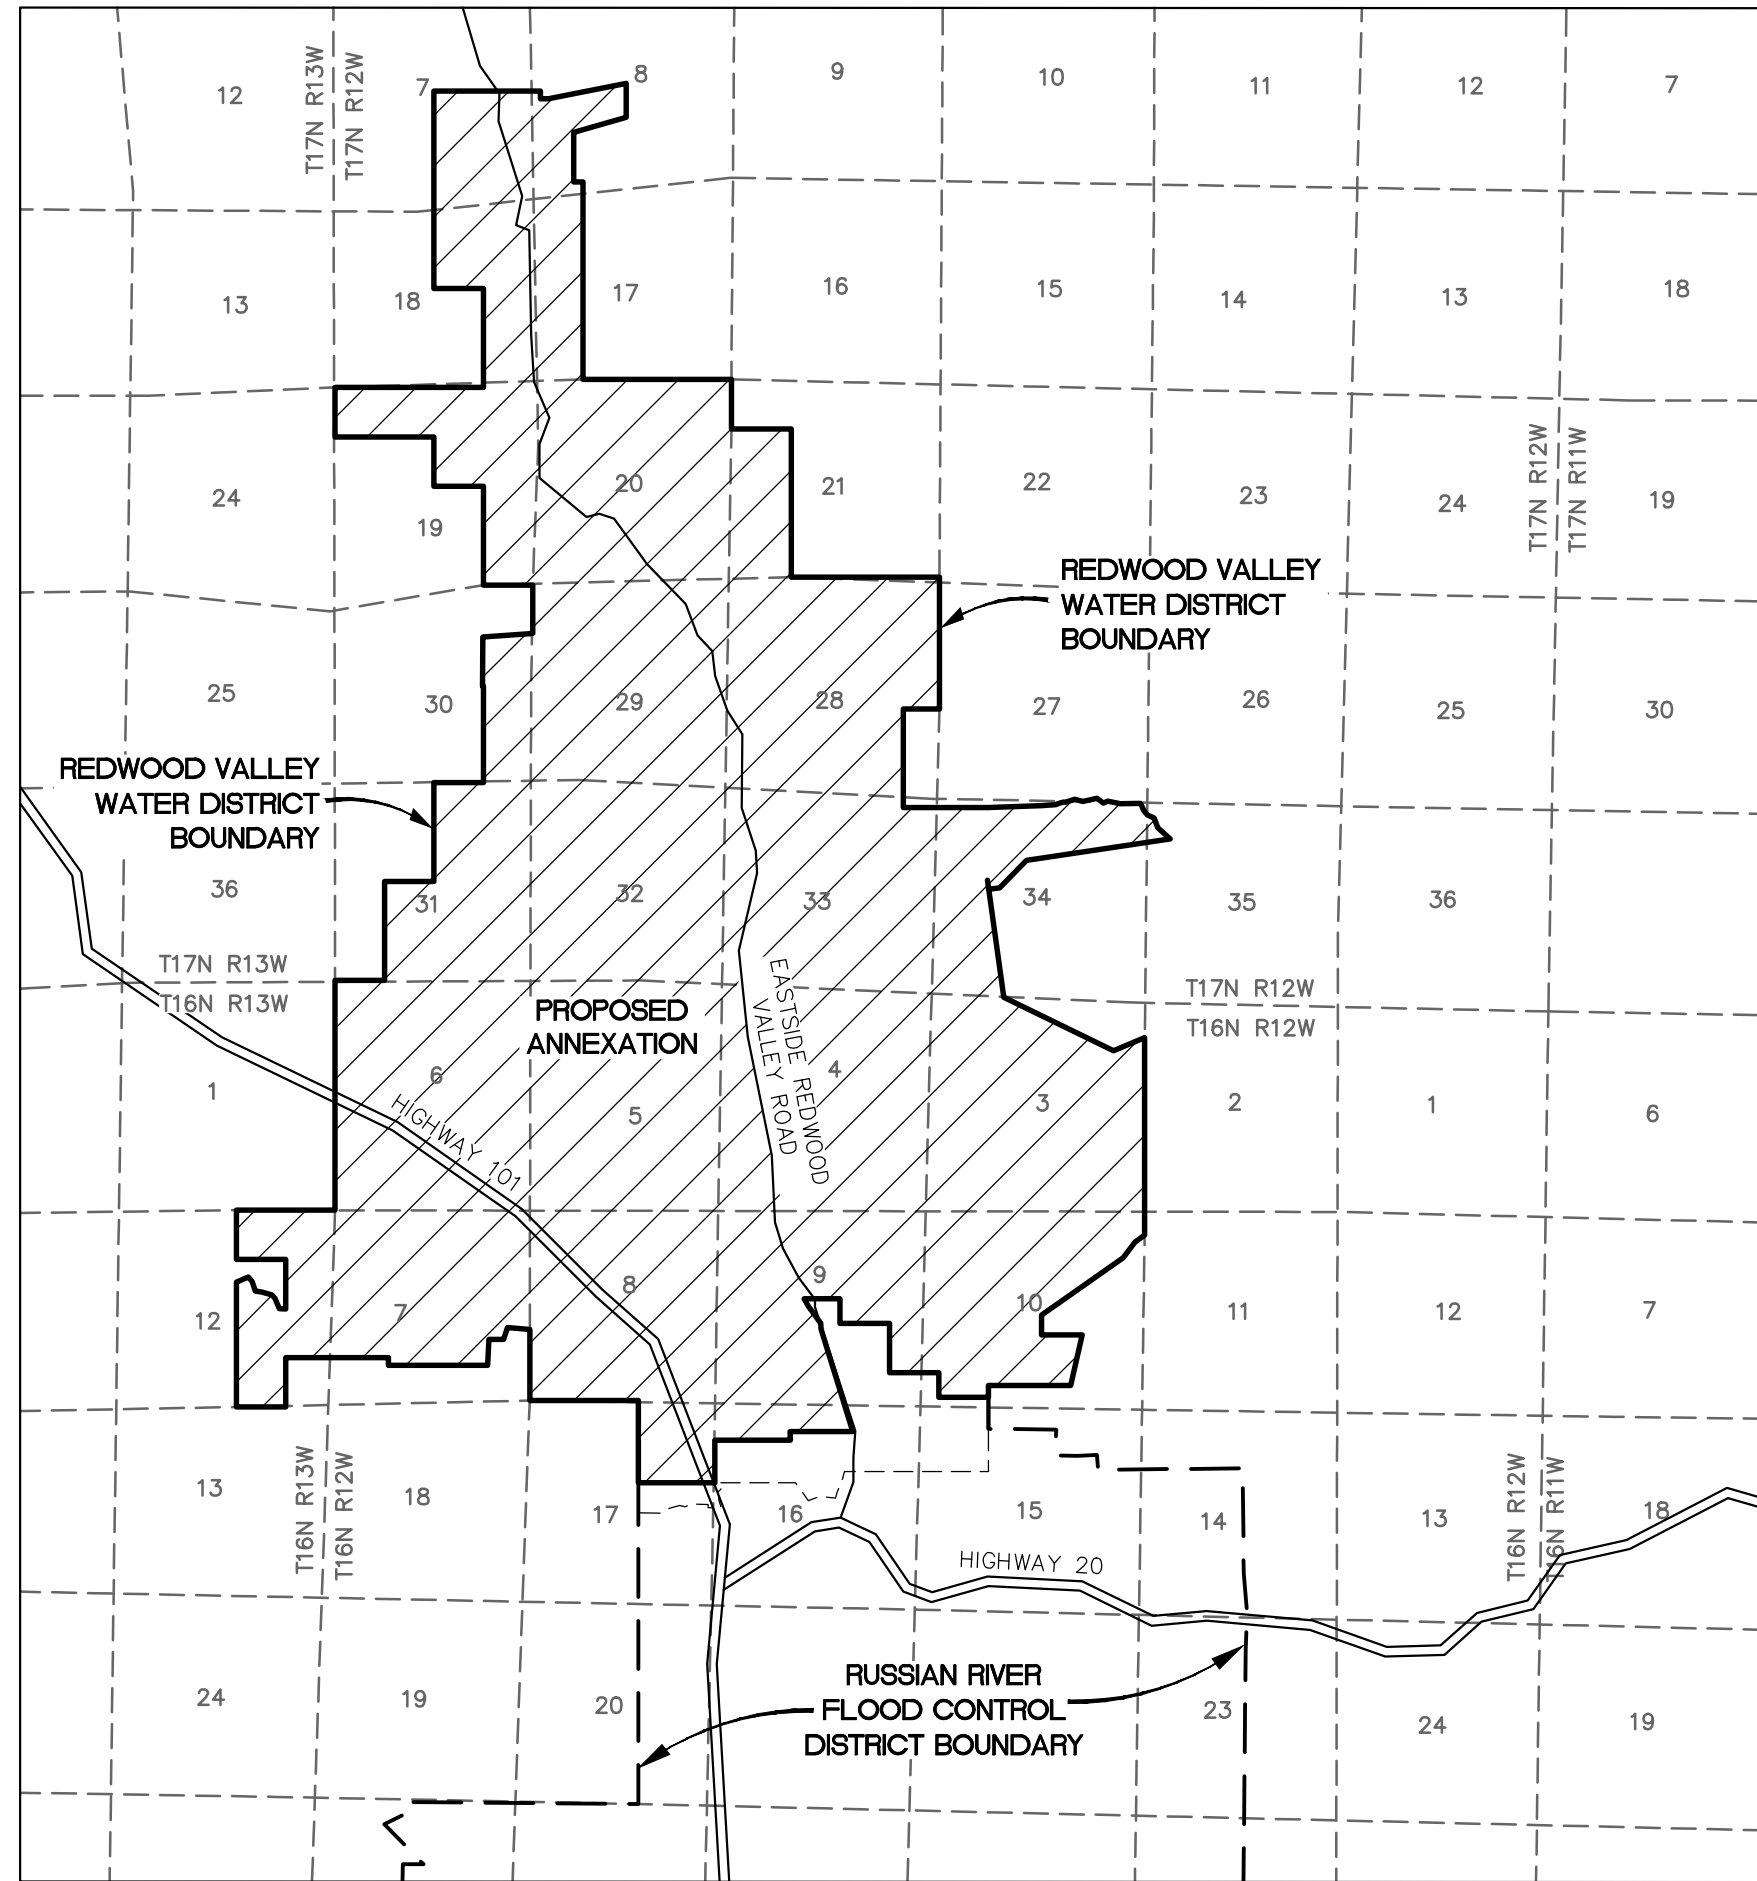 12
T17N R13W
T17N R12W
7
8
9
10
11
12
7
13
18
17
16
15
14
13
18
24
19
20
21
22
23
24
T17N R12W
T17N R11W
19
REDWOOD VALLEY
WATER DISTRICT
BOUNDARY
25
30
29
28
27
26
25
30
REDWOOD VALLEY
WATER DISTRICT
BOUNDARY
36
31
32
33
34
35
36
T17N R13W
T16N R13W
PROPOSED
ANNEXATION
EASTSIDE REDWOOD
VALLEY ROAD
T17N R12W
T16N R12W
1
6
5
4
3
2
1
6
HIGHWAY 101
12
7
8
9
10
11
12
7
13
T16N R13W
T16N R12W
18
17
16
15
14
13
T16N R12W
T16N R11W
18
HIGHWAY 20
24
19
20
RUSSIAN RIVER
FLOOD CONTROL
DISTRICT BOUNDARY
23
24
19